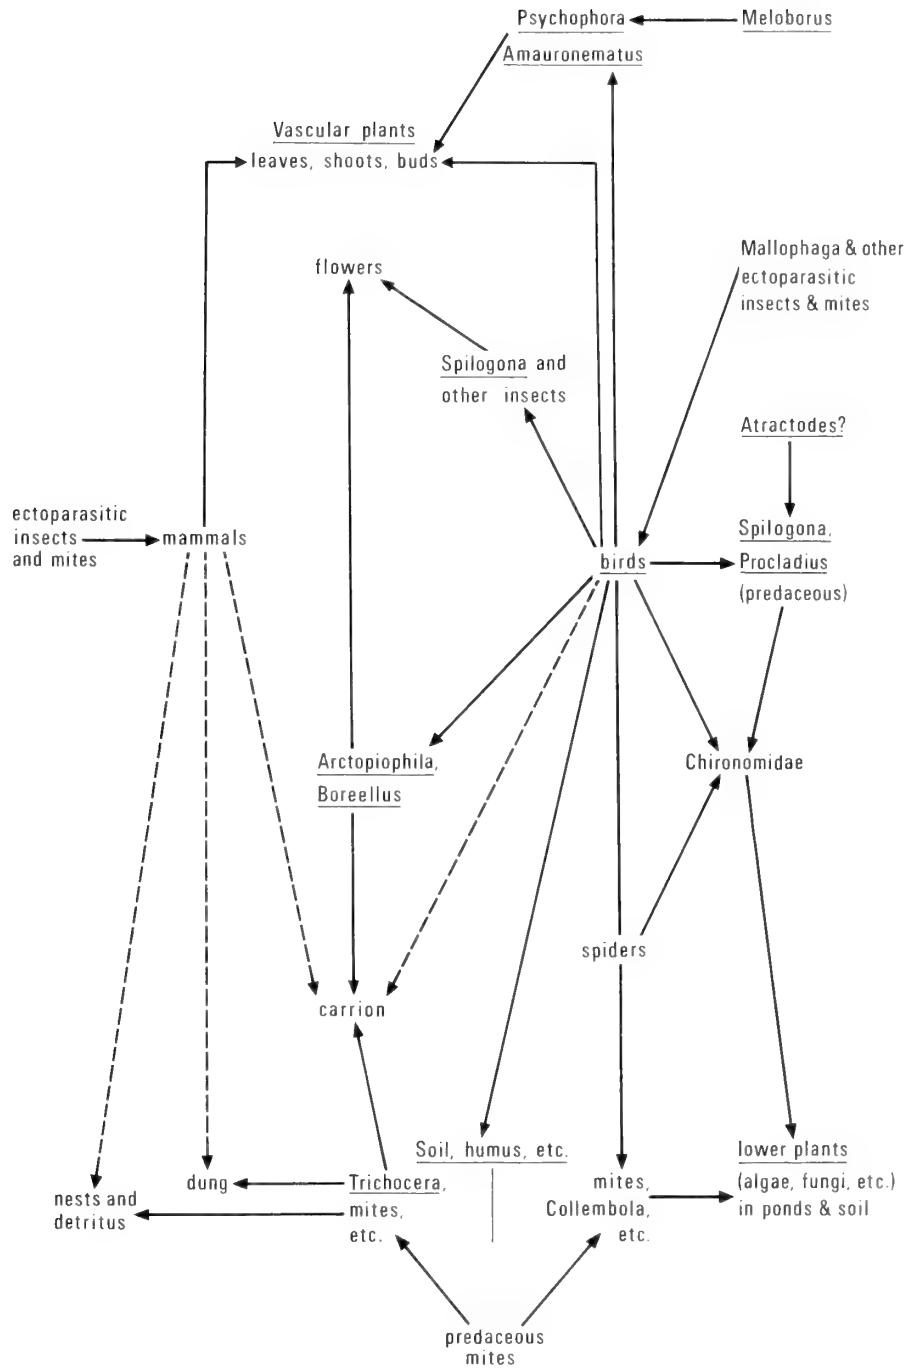 Psychophora
Meloborus
Amauronematus
Vascular plants
leaves, shoots, buds
Mallophaga & other
ectoparasitic
insects & mites
flowers
Spilogona and
other insects
Atractodes?
ectoparasitic
insects
and mites
mammals
birds
Spilogona,
Procladius
(predaceous)
Arctopiophila,
Boreellus
Chironomidae
spiders
carrion
Soil, humus, etc.
lower plants
(algae, fungi, etc.)
in ponds & soil
nests and
detritus
dung
Trichocera,
mites,
etc.
mites,
Collembola,
etc.
predaceous
mites